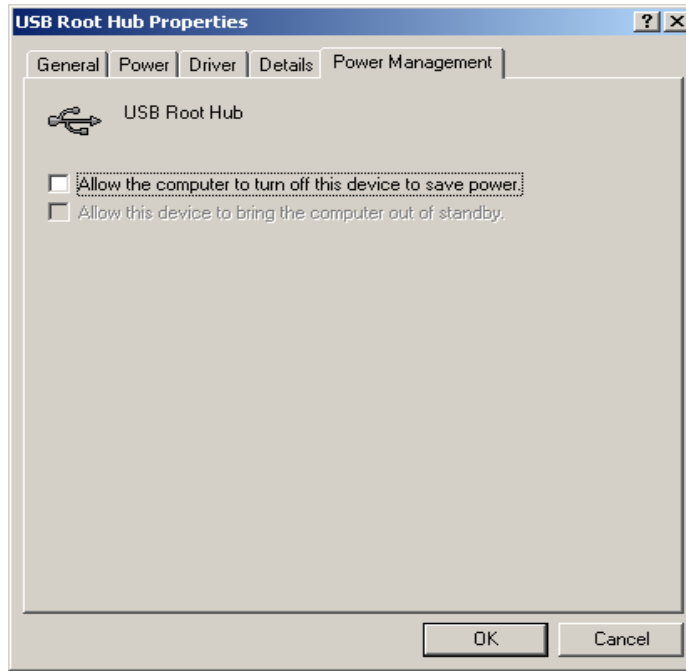 USB Root Hub Properties
General Power Driver Details Power Management
USB Root Hub
Allow the computer to turn off this device to save power.
Allow this device to bring the computer out of standby.
OK Cancel